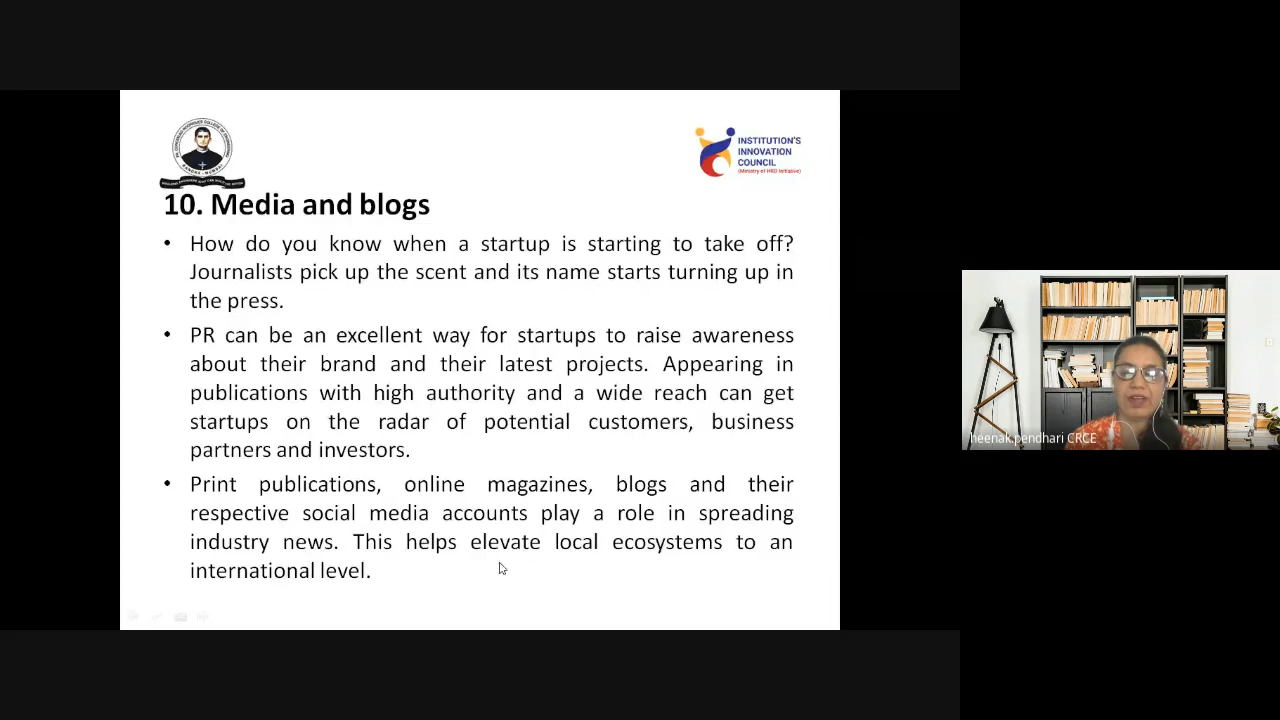 INSTITUTION'S
INNOVATION
COUNCIL
(Ministry of HRD Initiative)
10. Media and blogs
• How do you know when a startup is starting to take off?
Journalists pick up the scent and its name starts turning up in
the press.
• PR can be an excellent way for startups to raise awareness
about their brand and their latest projects. Appearing in
publications with high authority and a wide reach can get
startups on the radar of potential customers, business
partners and investors.
• Print publications, online magazines, blogs and their
respective social media accounts play a role in spreading
industry news. This helps elevate local ecosystems to an
international level.
heenak.pendhari CRCE